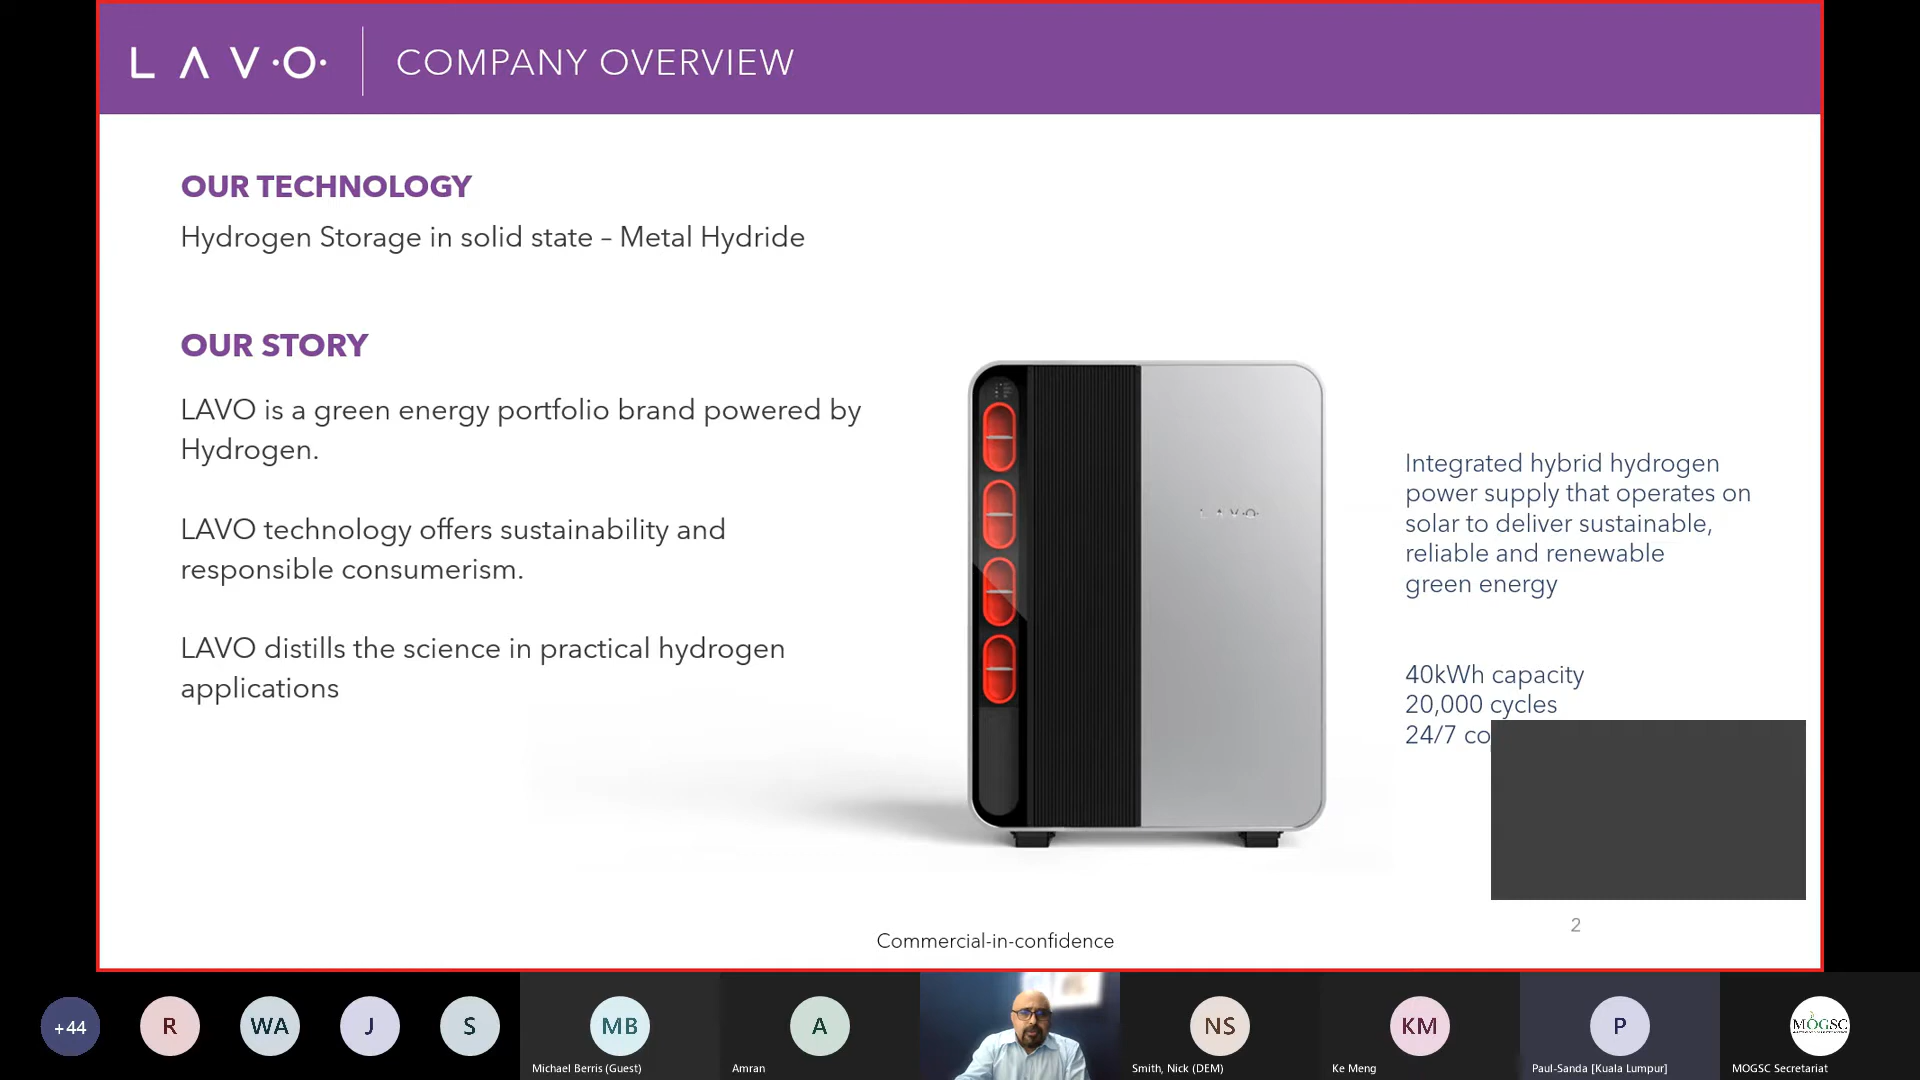 LAVO
COMPANY OVERVIEW
OUR TECHNOLOGY
Hydrogen Storage in solid state – Metal Hydride
OUR STORY
LAVO is a green energy portfolio brand powered by
Hydrogen.
LAVO technology offers sustainability and
responsible consumerism.
LAVO distills the science in practical hydrogen
applications
LAVO
Integrated hybrid hydrogen
power supply that operates on
solar to deliver sustainable,
reliable and renewable
green energy
40kWh capacity
20,000 cycles
24/7
2
Commercial-in-confidence
+44
R
WA
J
S
MB
A
NS
KM
P
MOGSC
Michael Berris (Guest)
Amran
Smith, Nick (DEM)
Ke Meng
Paul-Sanda [Kuala Lumpur]
MOGSC Secretariat